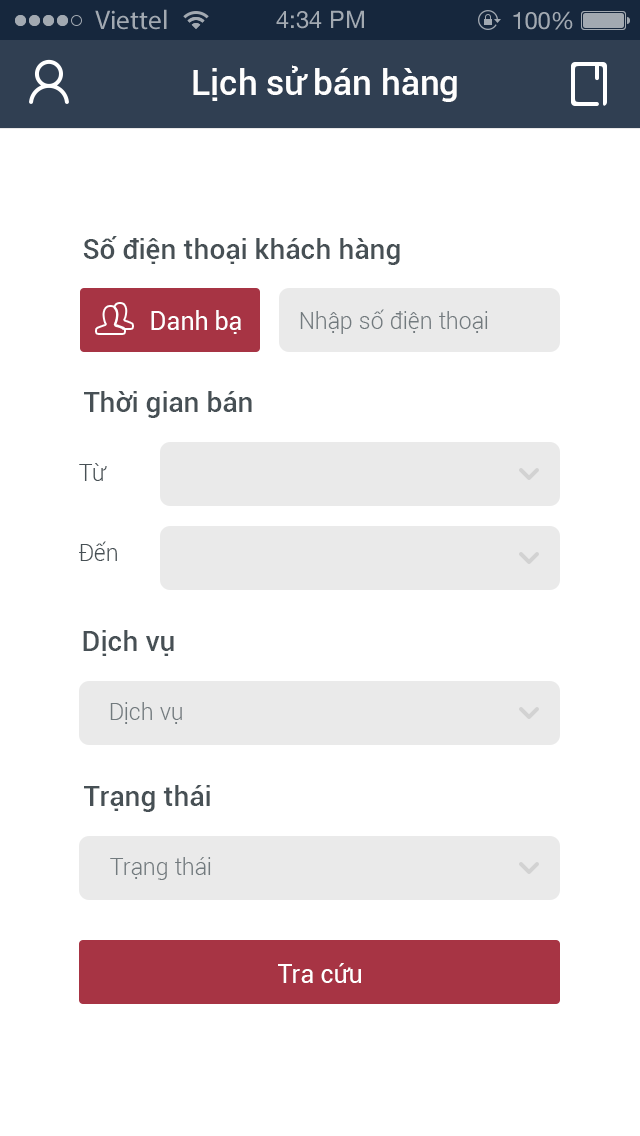 Viettel 4:34 PM 100%
Lịch sử bán hàng
Số điện thoại khách hàng
Danh bạ Nhập số điện thoại
Thời gian bán
Từ
Đến
Dịch vụ
Dịch vụ
Trạng thái
Trạng thái
Tra cứu